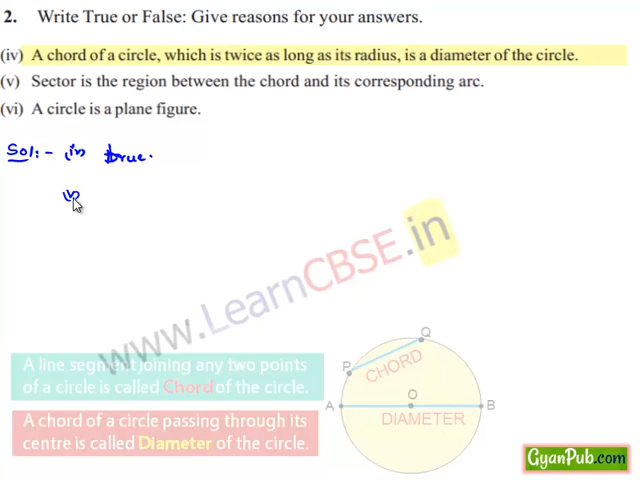 2. Write True or False: Give reasons for your answers.
(iv) A chord of a circle, which is twice as long as its radius, is a diameter of the circle.
(v) Sector is the region between the chord and its corresponding arc.
(vi) A circle is a plane figure.
Sol:- (iv) true.
(v)
www.LearnCBSE.in
A line segment joining any two points
of a circle is called Chord of the circle.
A chord of a circle passing through its
centre is called Diameter of the circle.
Q
P
CHORD
O
A
B
DIAMETER
GyanPub.com